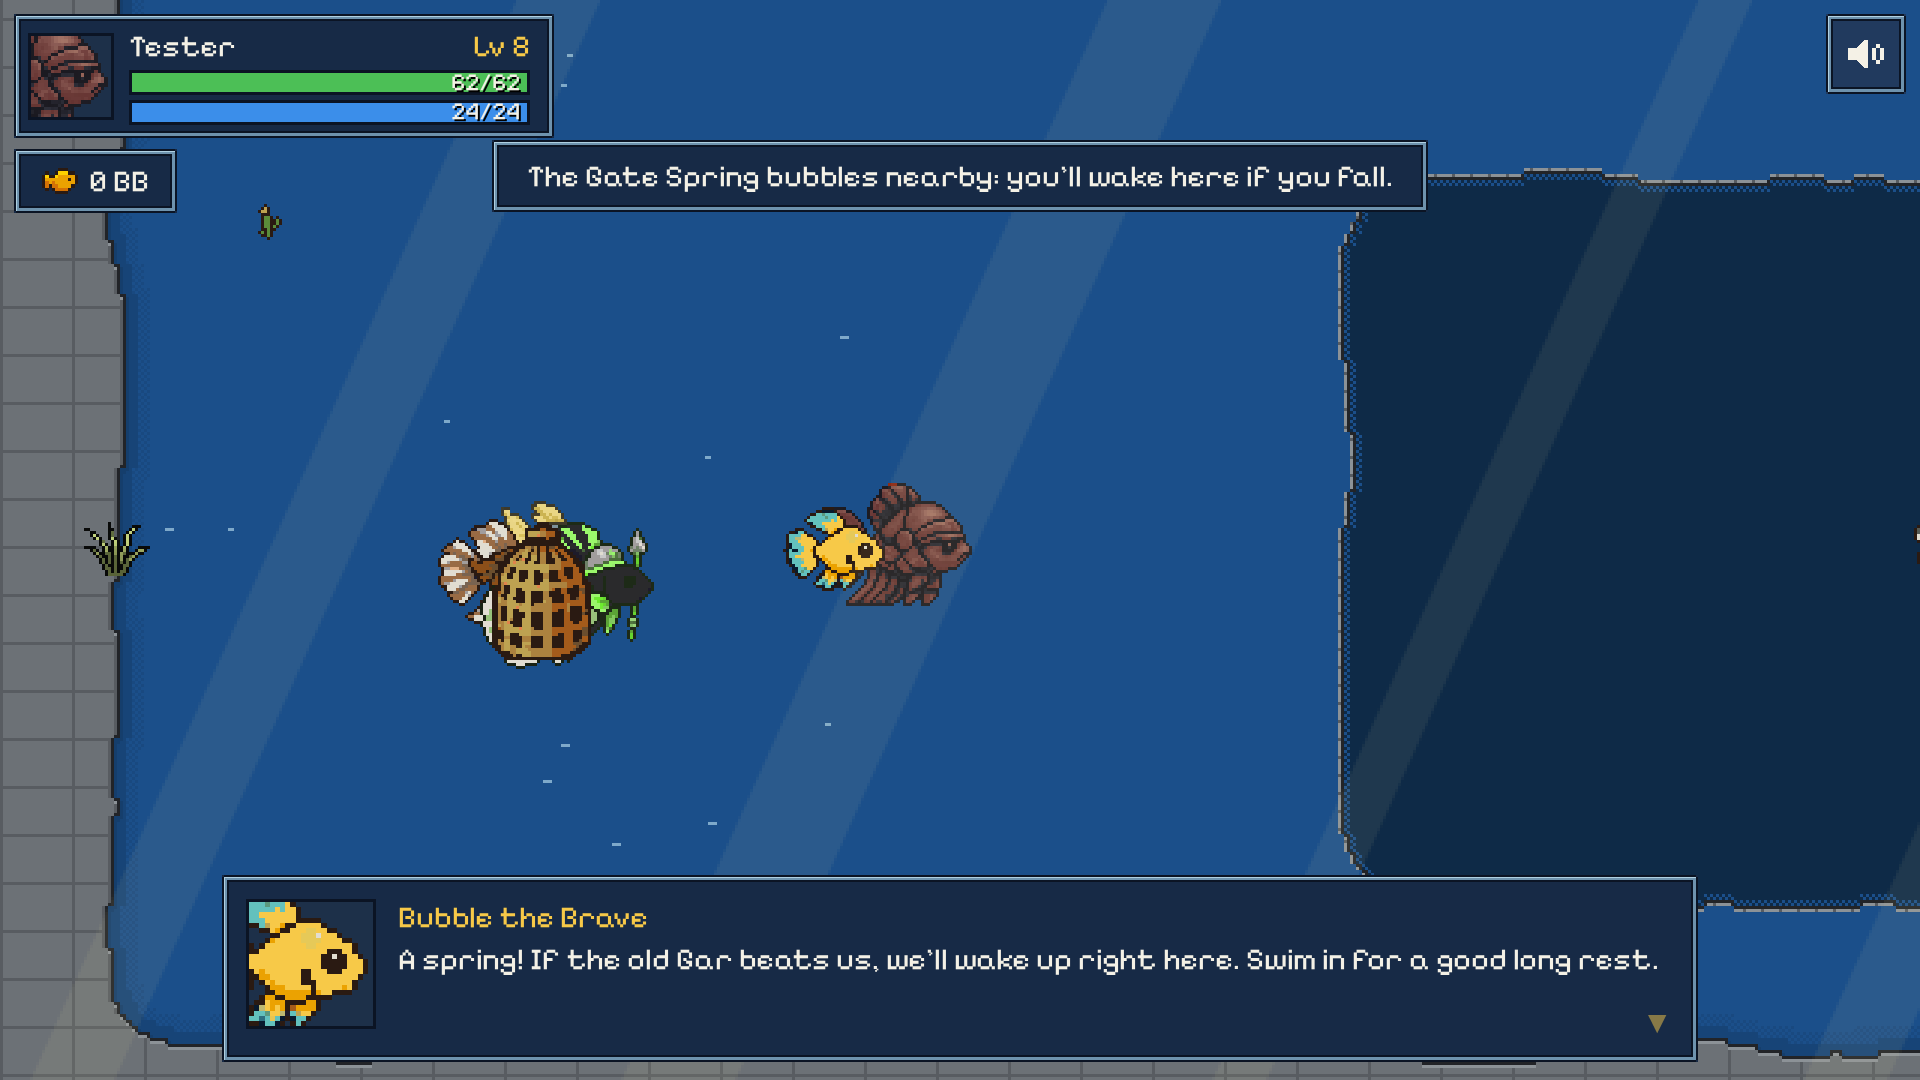 Tester
Lv 8
62/62
24/24
0 BB
The Gate Spring bubbles nearby: you'll wake here if you fall.
Bubble the Brave
A spring! If the old Gar beats us, we'll wake up right here. Swim in for a good long rest.